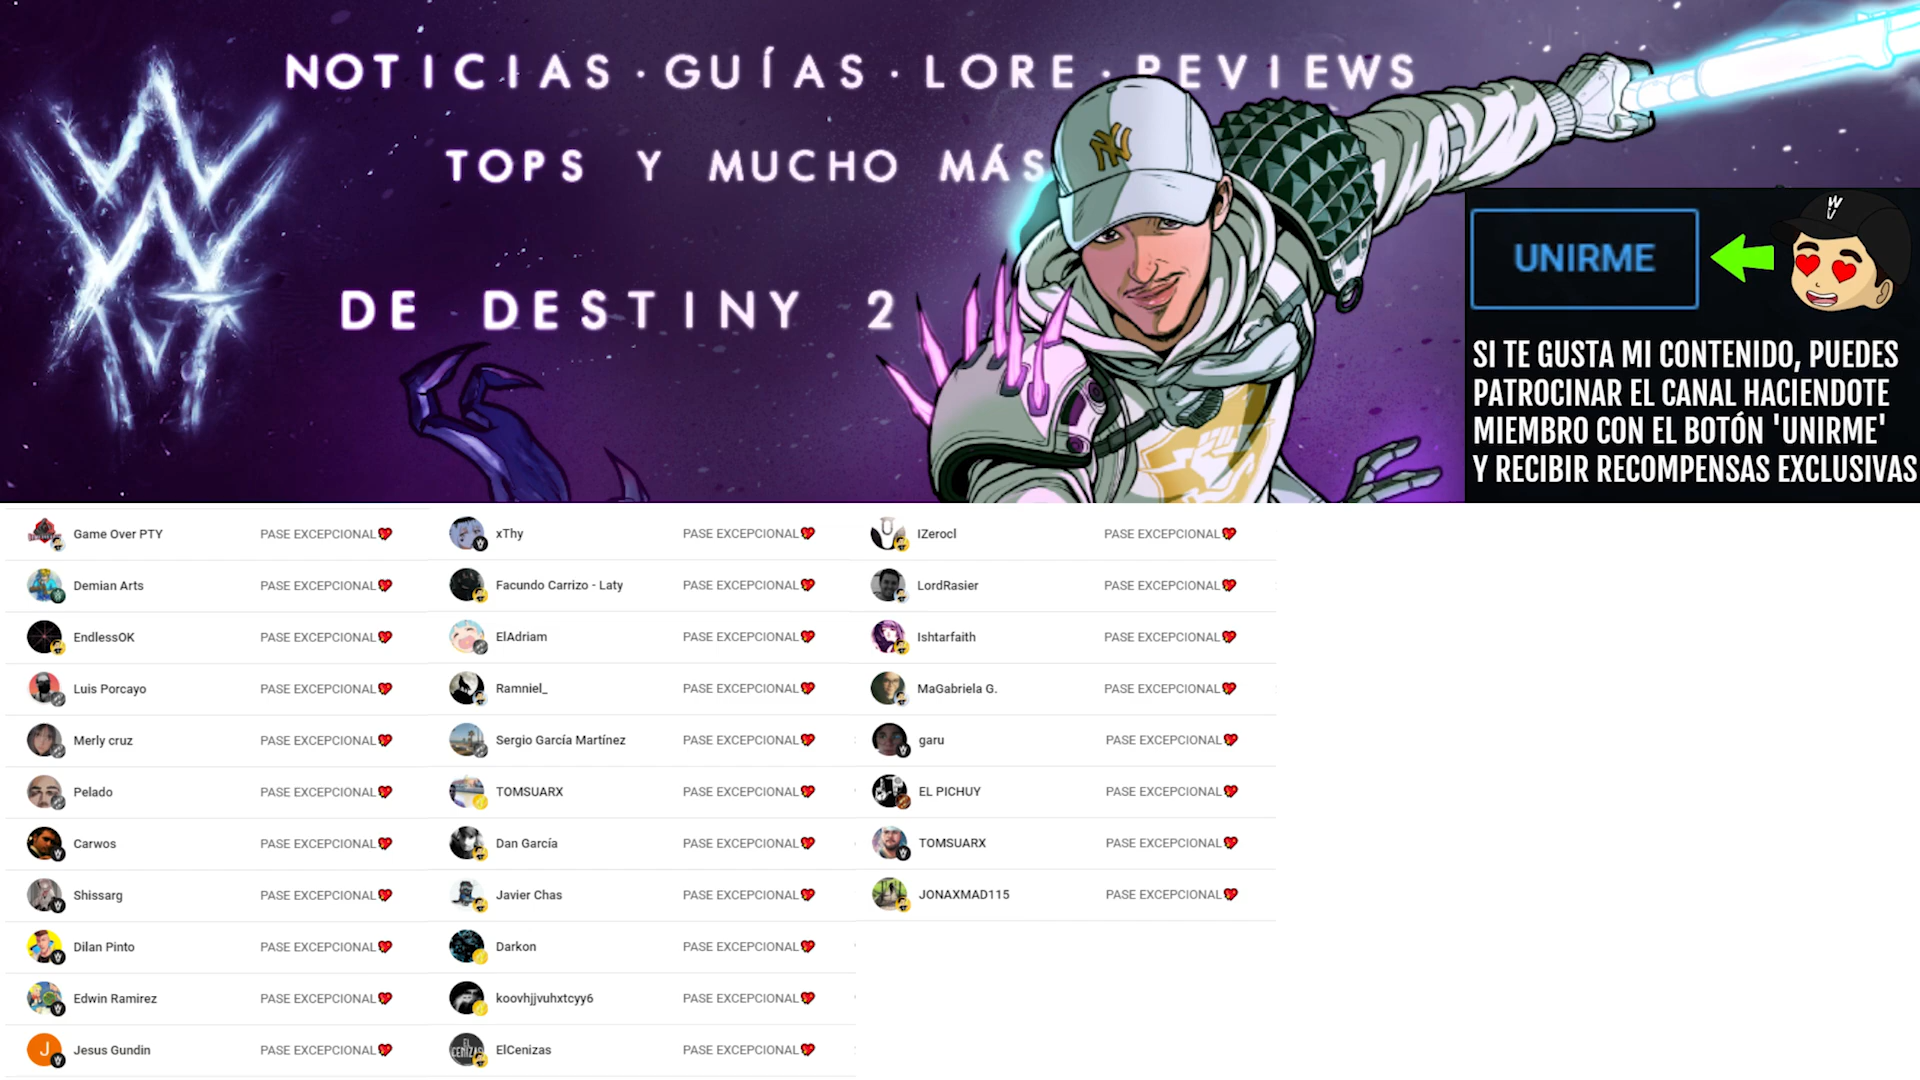 NOTICIAS · GUÍAS · LORE · REVIEWS
TOPS Y MUCHO MÁS
DE DESTINY 2
UNIRME
SI TE GUSTA MI CONTENIDO, PUEDES
PATROCINAR EL CANAL HACIENDOTE
MIEMBRO CON EL BOTÓN 'UNIRME'
Y RECIBIR RECOMPENSAS EXCLUSIVAS
Game Over PTY PASE EXCEPCIONAL💖
Demian Arts PASE EXCEPCIONAL💖
EndlessOK PASE EXCEPCIONAL💖
Luis Porcayo PASE EXCEPCIONAL💖
Merly cruz PASE EXCEPCIONAL💖
Pelado PASE EXCEPCIONAL💖
Carwos PASE EXCEPCIONAL💖
Shissarg PASE EXCEPCIONAL💖
Dilan Pinto PASE EXCEPCIONAL💖
Edwin Ramirez PASE EXCEPCIONAL💖
J Jesus Gundin PASE EXCEPCIONAL💖
xThy PASE EXCEPCIONAL💖
Facundo Carrizo - Laty PASE EXCEPCIONAL💖
ElAdriam PASE EXCEPCIONAL💖
Ramniel_ PASE EXCEPCIONAL💖
Sergio García Martínez PASE EXCEPCIONAL💖
TOMSUARX PASE EXCEPCIONAL💖
Dan García PASE EXCEPCIONAL💖
Javier Chas PASE EXCEPCIONAL💖
Darkon PASE EXCEPCIONAL💖
koovhjjvuhxtcyy6 PASE EXCEPCIONAL💖
EL CENIZAS ElCenizas PASE EXCEPCIONAL💖
IZerocl PASE EXCEPCIONAL💖
LordRasier PASE EXCEPCIONAL💖
Ishtarfaith PASE EXCEPCIONAL💖
MaGabriela G. PASE EXCEPCIONAL💖
garu PASE EXCEPCIONAL💖
EL PICHUY PASE EXCEPCIONAL💖
TOMSUARX PASE EXCEPCIONAL💖
JONAXMAD115 PASE EXCEPCIONAL💖